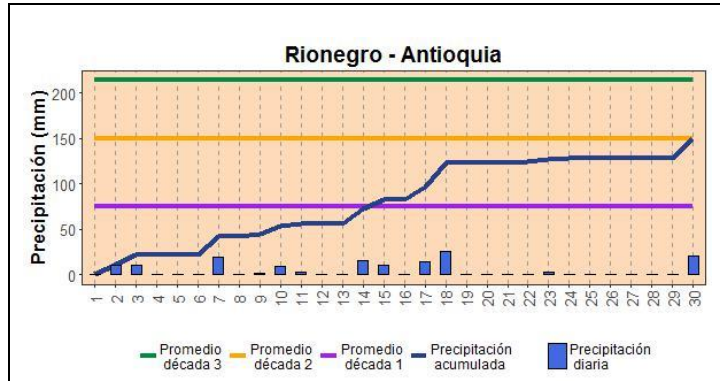 Rionegro - Antioquia
Precipitación (mm)
200
150
100
50
0
1 2 3 4 5 6 7 8 9 10 11 12 13 14 15 16 17 18 19 20 21 22 23 24 25 26 27 28 29 30
Promedio década 3
Promedio década 2
Promedio década 1
Precipitación acumulada
Precipitación diaria